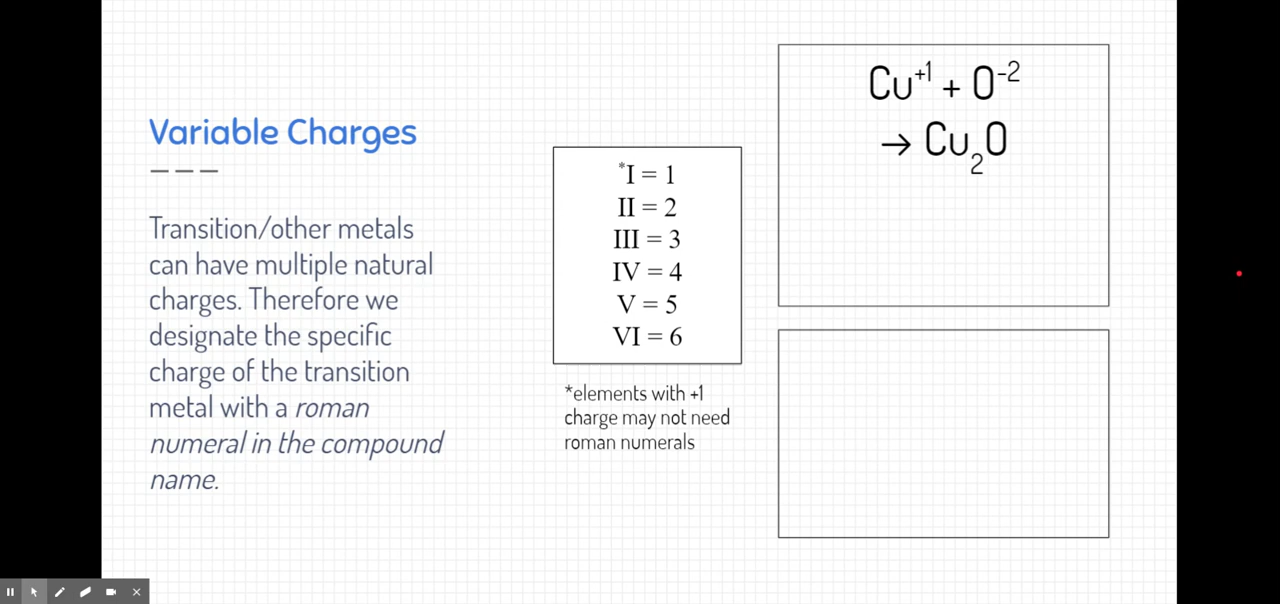 Variable Charges
Transition/other metals
can have multiple natural
charges. Therefore we
designate the specific
charge of the transition
metal with a roman
numeral in the compound
name.
*I = 1
II = 2
III = 3
IV = 4
V = 5
VI = 6
*elements with +1
charge may not need
roman numerals
Cu⁺¹ + O⁻²
→ Cu₂O